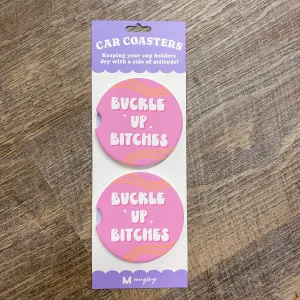 CAR COASTERS
Keeping your cup holders
dry with a side of attitude!
BUCKLE
UP
BITCHES
BUCKLE
UP
BITCHES
M